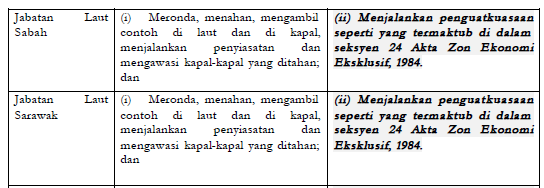 Jabatan Laut
Sabah
(i) Meronda, menahan, mengambil
contoh di laut dan di kapal,
menjalankan penyiasatan dan
mengawasi kapal-kapal yang ditahan;
dan
(ii) Menjalankan penguatkuasaan
seperti yang termaktub di dalam
seksyen 24 Akta Zon Ekonomi
Eksklusif, 1984.
Jabatan Laut
Sarawak
(i) Meronda, menahan, mengambil
contoh di laut dan di kapal,
menjalankan penyiasatan dan
mengawasi kapal-kapal yang ditahan;
dan
(ii) Menjalankan penguatkuasaan
seperti yang termaktub di dalam
seksyen 24 Akta Zon Ekonomi
Eksklusif, 1984.